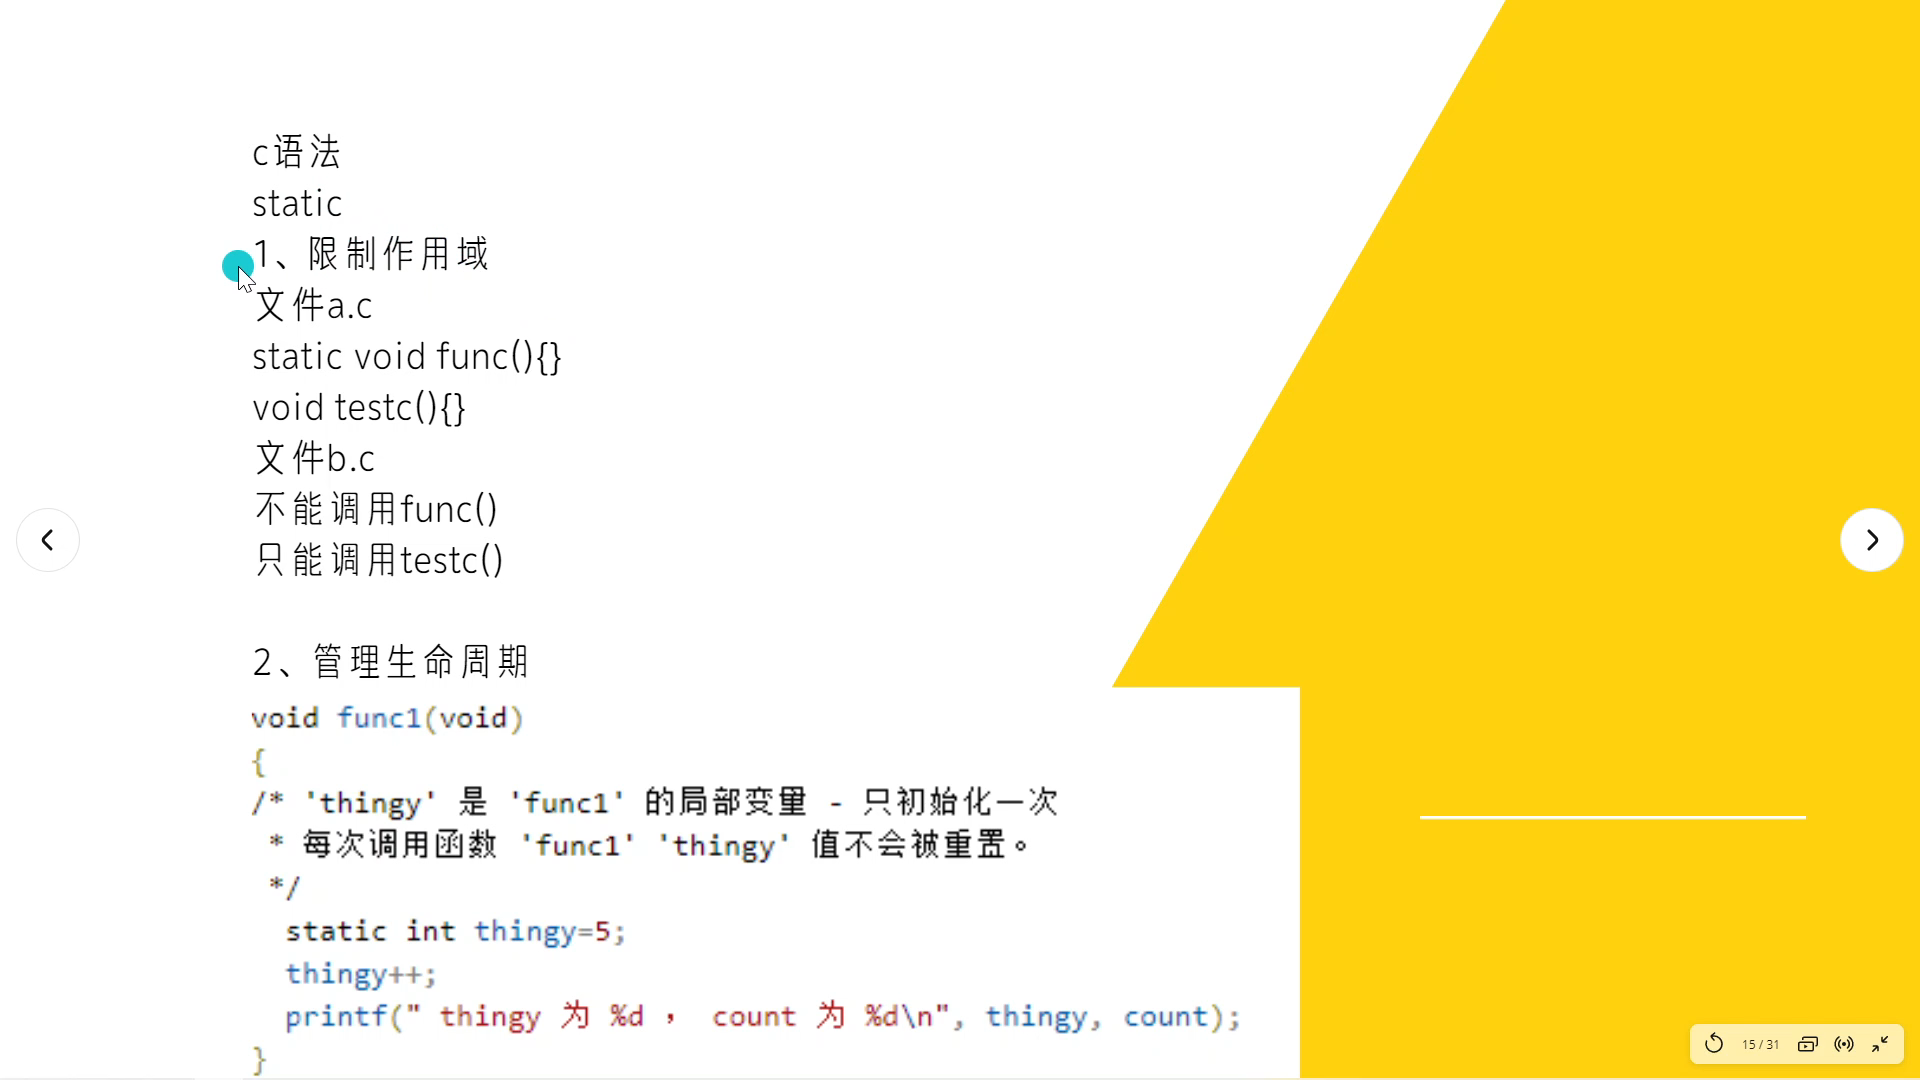 c语法
static
1、限制作用域
文件a.c
static void func(){}
void testc(){}
文件b.c
不能调用func()
只能调用testc()
2、管理生命周期
void func1(void)
{
/* 'thingy' 是 'func1' 的局部变量 - 只初始化一次
* 每次调用函数 'func1' 'thingy' 值不会被重置。
*/
static int thingy=5;
thingy++;
printf(" thingy 为 %d ， count 为 %d\n", thingy, count);
}
15 / 31